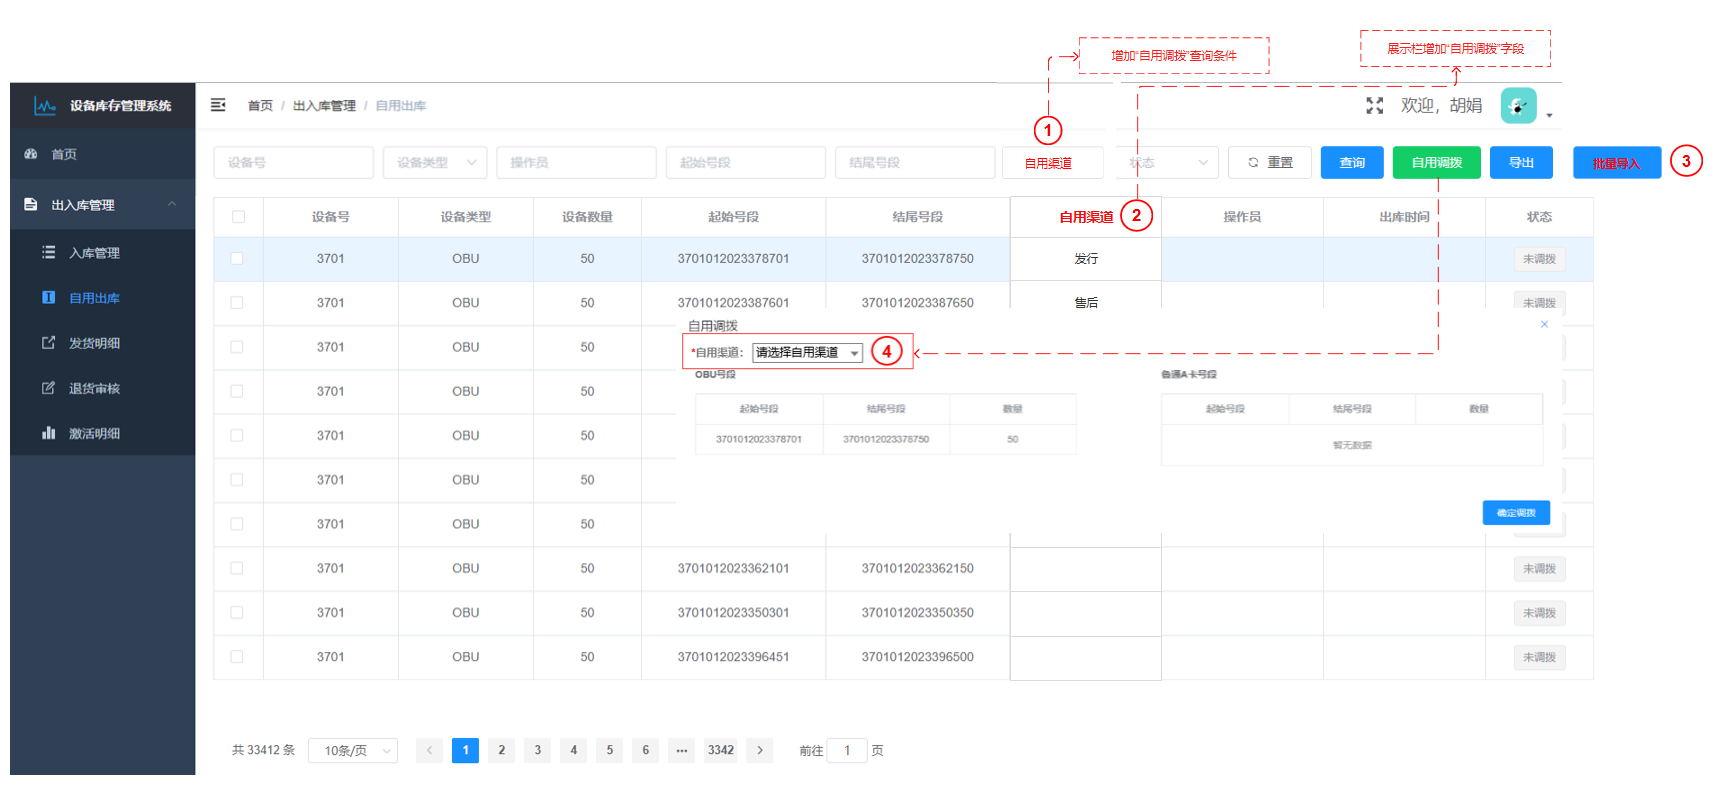 增加“自用调拨”查询条件
展示栏增加“自用调拨”字段
设备库存管理系统
首页 / 出入库管理 / 自用出库
欢迎，胡娟
1
首页
出入库管理
入库管理
自用出库
发货明细
退货审核
激活明细
设备号 设备类型 操作员 起始号段 结尾号段 自用渠道 状态 重置 查询 自用调拨 导出 批量导入 3
设备号 设备类型 设备数量 起始号段 结尾号段 自用渠道 2 操作员 出库时间 状态
3701 OBU 50 3701012023378701 3701012023378750 发行 未调拨
3701 OBU 50 3701012023387601 3701012023387650 售后 未调拨
3701 OBU 50
3701 OBU 50
3701 OBU 50
3701 OBU 50
3701 OBU 50
自用调拨
*自用渠道： 请选择自用渠道 4
OBU号段
起始号段 结尾号段 数量
3701012023378701 3701012023378750 50
鲁通A卡号段
起始号段 结尾号段 数量
暂无数据
确定调拨
3701 OBU 50 3701012023362101 3701012023362150 未调拨
3701 OBU 50 3701012023350301 3701012023350350 未调拨
3701 OBU 50 3701012023396451 3701012023396500 未调拨
共 33412 条 10条/页 1 2 3 4 5 6 ··· 3342 前往 1 页